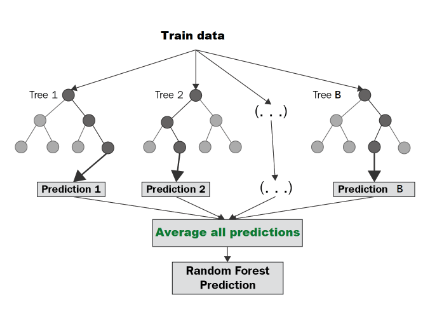 Train data
Tree 1
Tree 2
(. . .)
Tree B
Prediction 1
Prediction 2
(. . .)
Prediction B
Average all predictions
Random Forest
Prediction